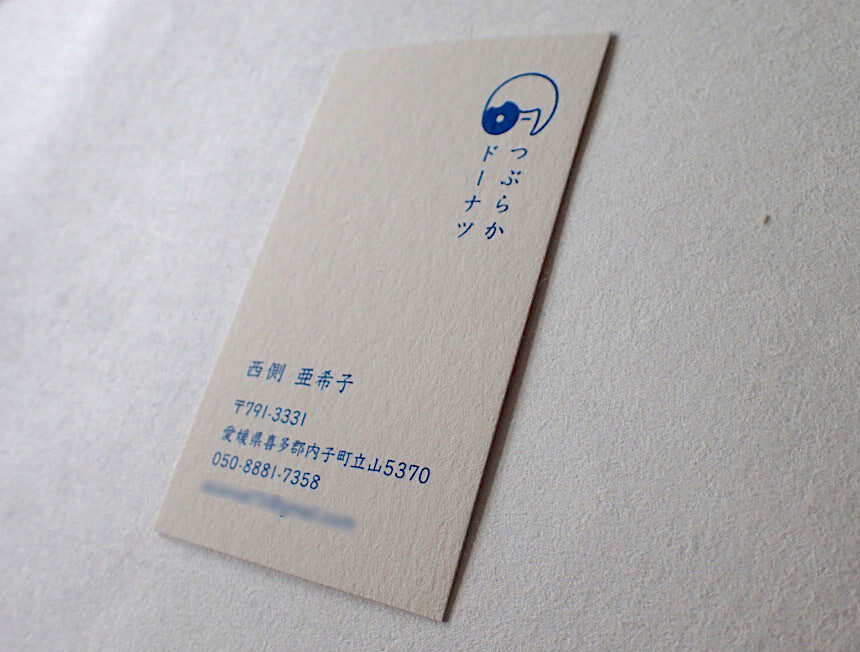 つぶらか
ドーナツ
西側 亜希子
〒791-3331
愛媛県喜多郡内子町立山5370
050-8881-7358